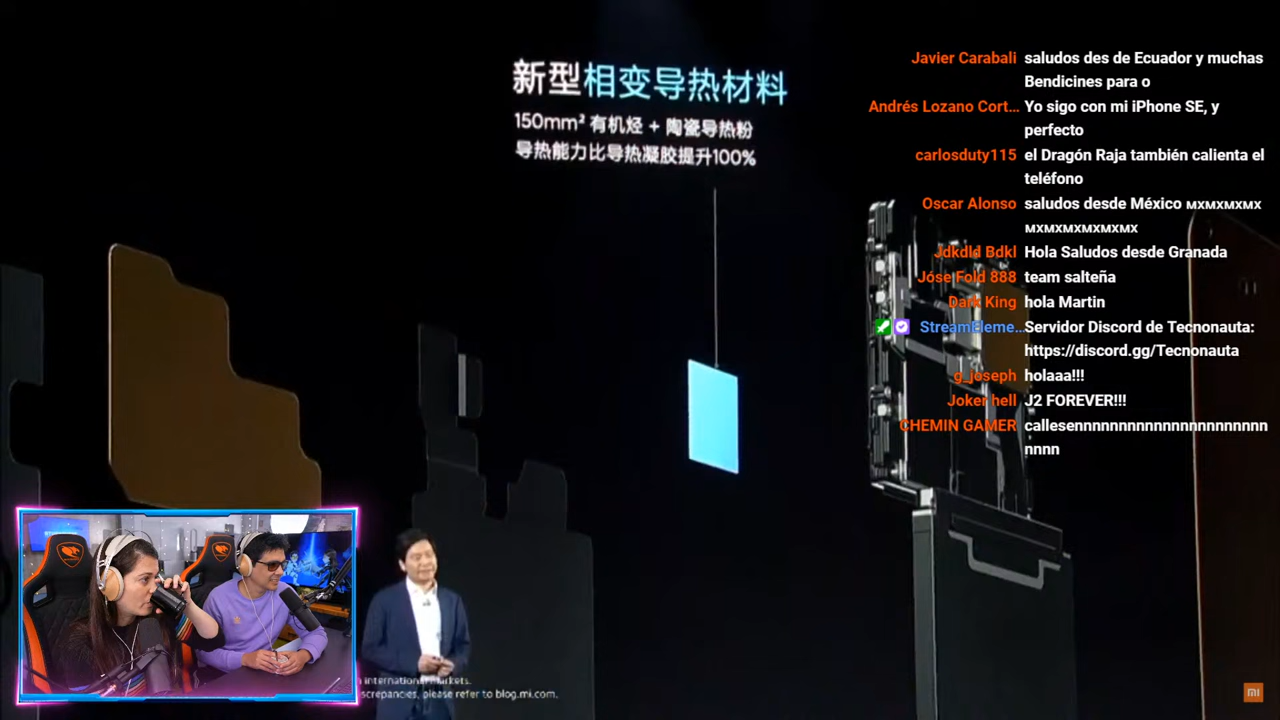 新型相变导热材料
150mm² 有机烃 + 陶瓷导热粉
导热能力比导热凝胶提升100%
Javier Carabali saludos des de Ecuador y muchas
Bendicines para o
Andrés Lozano Cort... Yo sigo con mi iPhone SE, y
perfecto
carlosduty115 el Dragón Raja también calienta el
teléfono
Oscar Alonso saludos desde México мxмxмxмx
мxмxмxмxмxмx
Jdkdld Bdkl Hola Saludos desde Granada
Jóse Fold 888 team salteña
Dark King hola Martin
StreamEleme... Servidor Discord de Tecnonauta:
https://discord.gg/Tecnonauta
g_joseph holaaa!!!
Joker hell J2 FOREVER!!!
CHEMIN GAMER callesennnnnnnnnnnnnnnnnnnnnn
nnnn
international markets.
screpancies, please refer to blog.mi.com.
mi